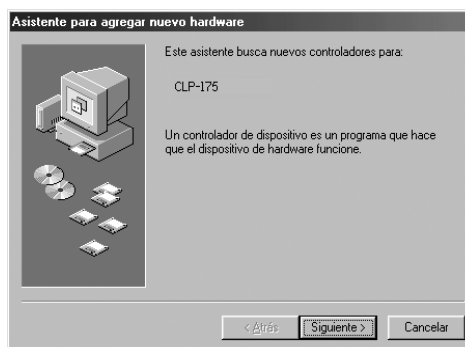 Asistente para agregar nuevo hardware
Este asistente busca nuevos controladores para:
CLP-175
Un controlador de dispositivo es un programa que hace
que el dispositivo de hardware funcione.
< Atrás
Siguiente >
Cancelar